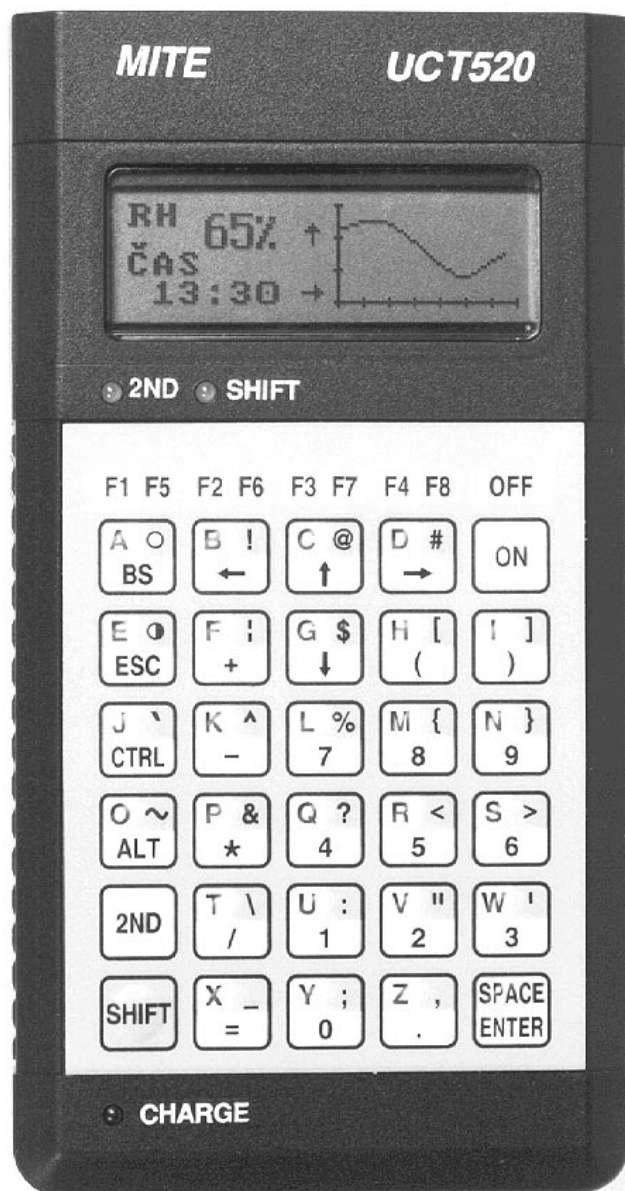 MITE UCT520
RH 65% ↑
ČAS
13:30 →
2ND SHIFT
F1 F5 F2 F6 F3 F7 F4 F8 OFF
A ○ B ! C @ D # ON
BS ← ↑ →
E ◑ F ¦ G $ H [ I ]
ESC + ↓ ( )
J ` K ^ L % M { N }
CTRL − 7 8 9
O ~ P & Q ? R < S >
ALT * 4 5 6
2ND T \ U : V " W '
/ 1 2 3
SHIFT X _ Y ; Z , SPACE
= 0 . ENTER
CHARGE